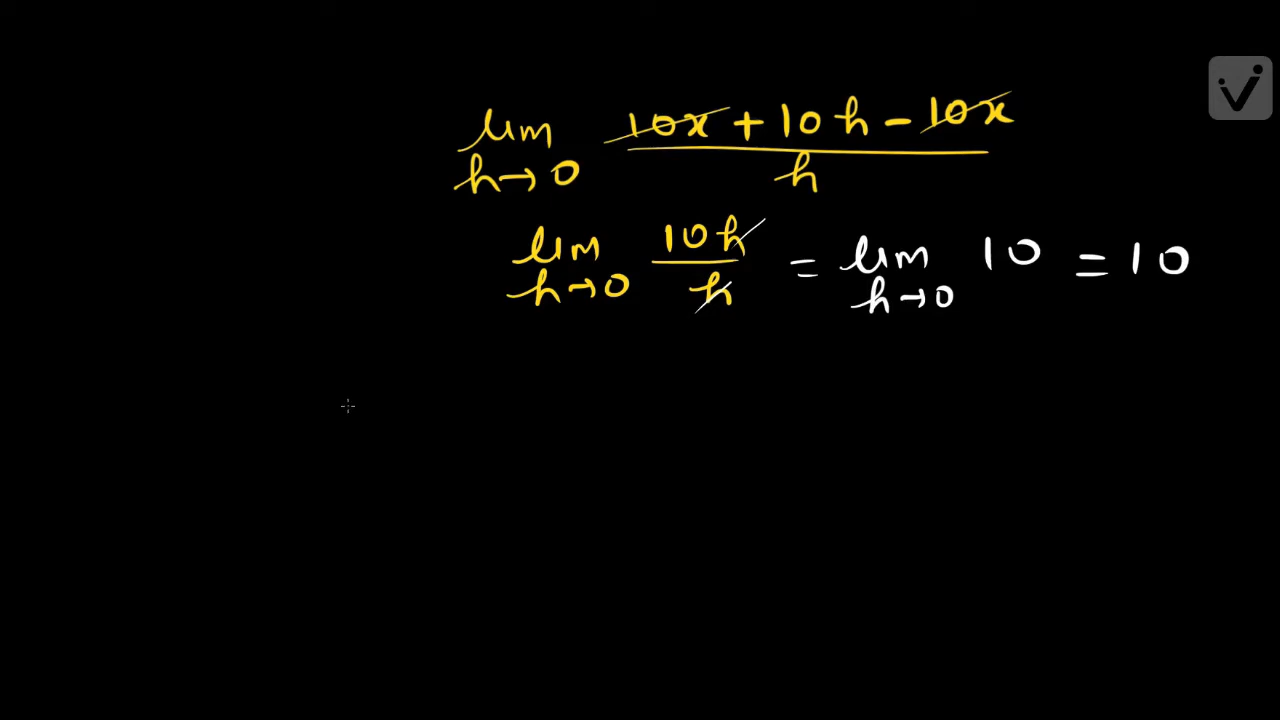 lim h→0 (10x + 10h - 10x) / h
lim h→0 10h / h = lim h→0 10 = 10